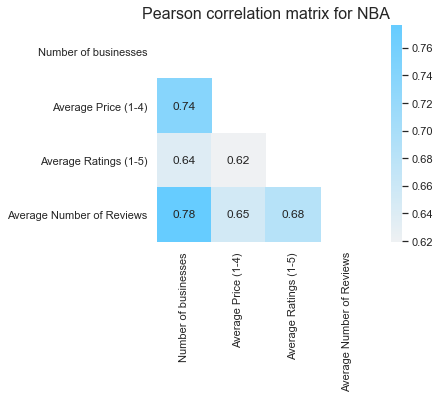 Pearson correlation matrix for NBA
Number of businesses
Average Price (1-4)
Average Ratings (1-5)
Average Number of Reviews
0.74
0.64 0.62
0.78 0.65 0.68
Number of businesses
Average Price (1-4)
Average Ratings (1-5)
Average Number of Reviews
0.76
0.74
0.72
0.70
0.68
0.66
0.64
0.62